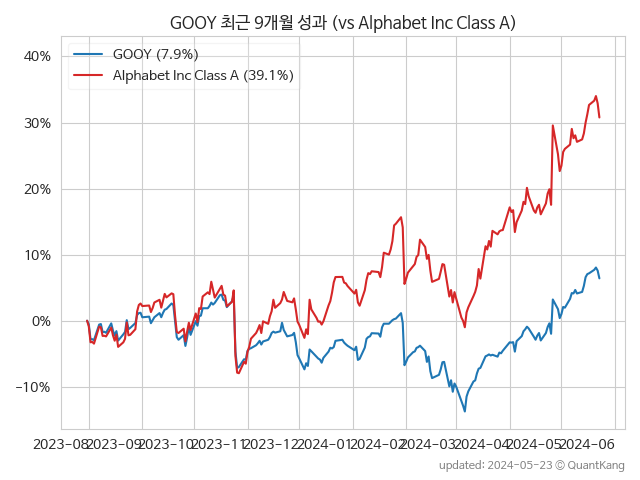 GOOY 최근 9개월 성과 (vs Alphabet Inc Class A)
GOOY (7.9%)
Alphabet Inc Class A (39.1%)
40%
30%
20%
10%
0%
−10%
2023-08 2023-09 2023-10 2023-11 2023-12 2024-01 2024-02 2024-03 2024-04 2024-05 2024-06
updated: 2024-05-23 © QuantKang